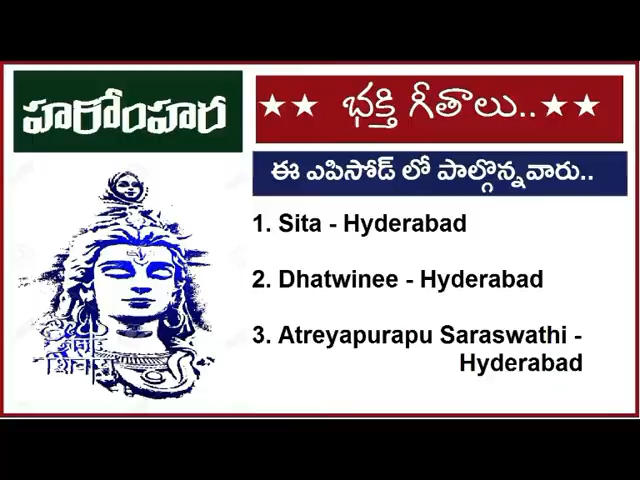 హరోంహర
★★ భక్తి గీతాలు..★★
ఈ ఎపిసోడ్ లో పాల్గొన్నవారు..
1. Sita - Hyderabad
2. Dhatwinee - Hyderabad
3. Atreyapurapu Saraswathi -
Hyderabad